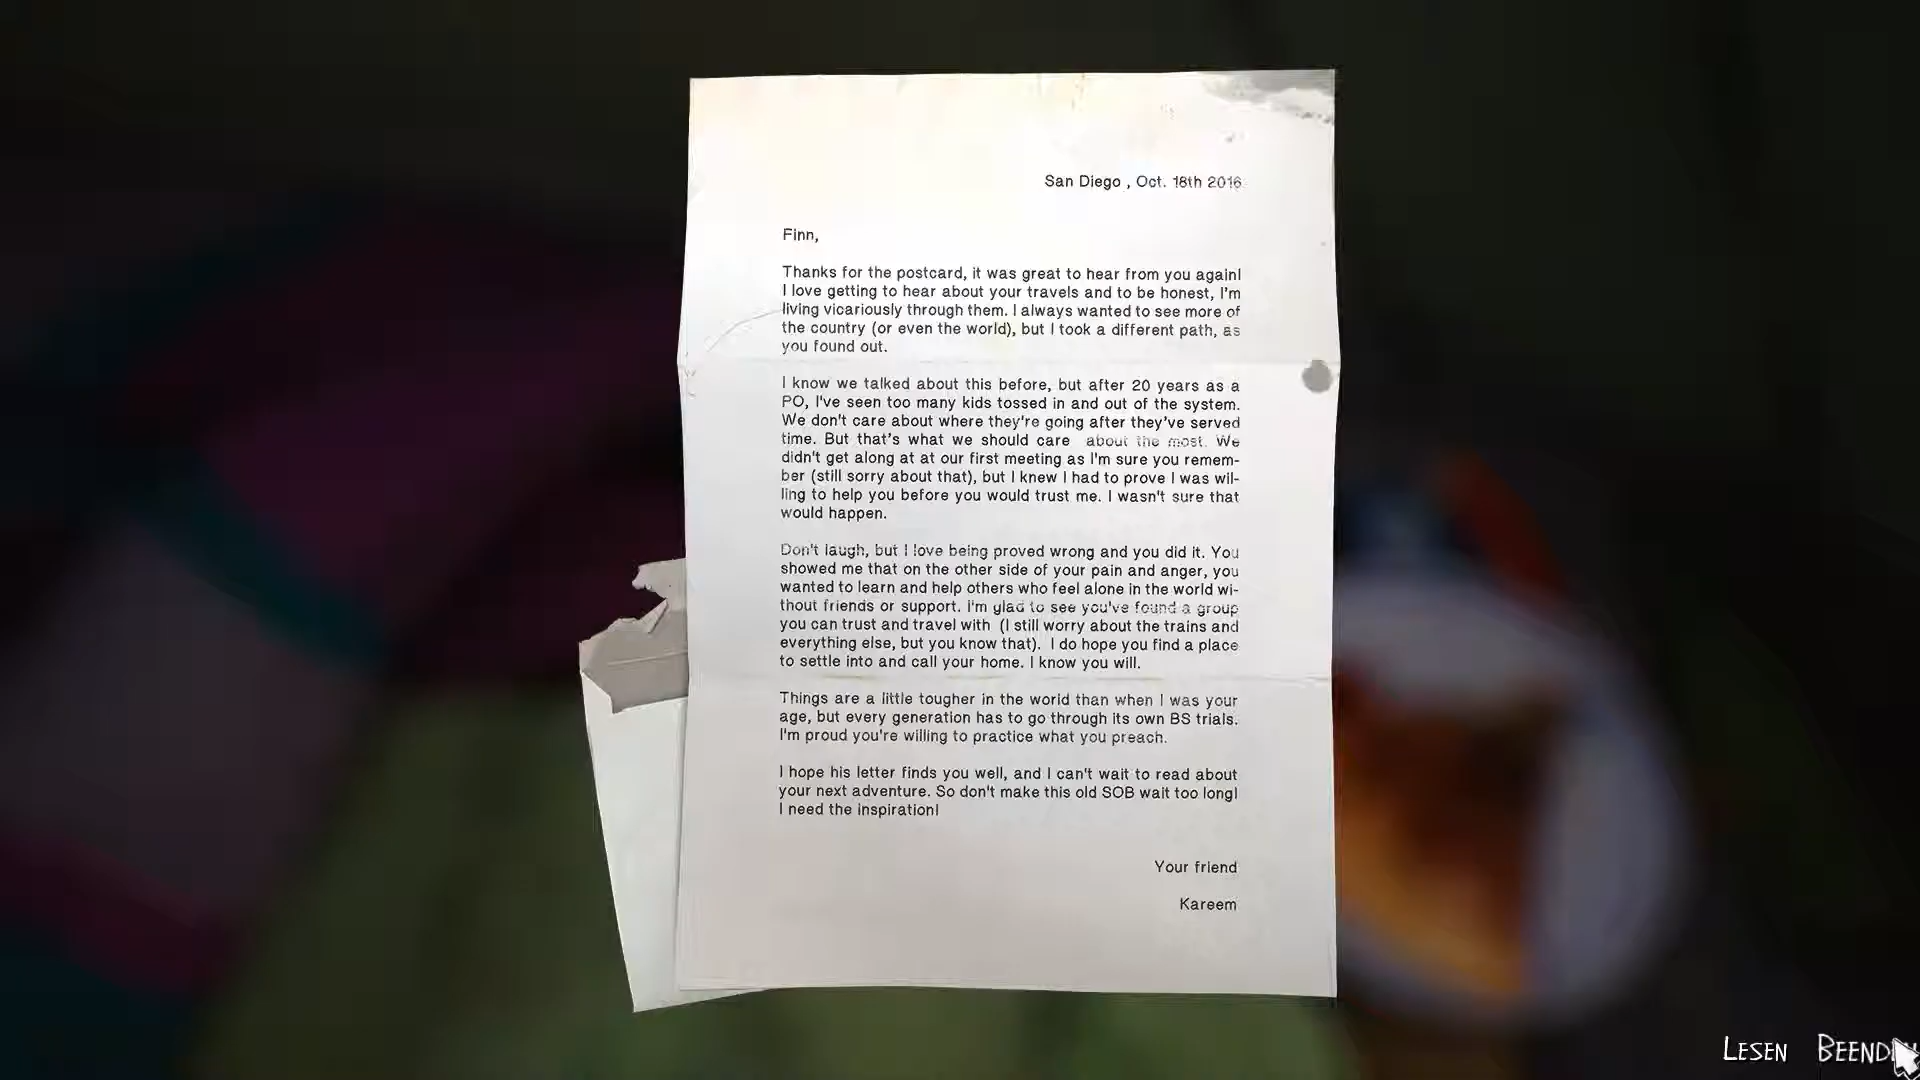 San Diego , Oct. 18th 2016
Finn,
Thanks for the postcard, it was great to hear from you again!
I love getting to hear about your travels and to be honest, I'm
living vicariously through them. I always wanted to see more of
the country (or even the world), but I took a different path, as
you found out.
I know we talked about this before, but after 20 years as a
PO, I've seen too many kids tossed in and out of the system.
We don't care about where they're going after they've served
time. But that's what we should care about the most. We
didn't get along at at our first meeting as I'm sure you remem-
ber (still sorry about that), but I knew I had to prove I was wil-
ling to help you before you would trust me. I wasn't sure that
would happen.
Don't laugh, but I love being proved wrong and you did it. You
showed me that on the other side of your pain and anger, you
wanted to learn and help others who feel alone in the world wi-
thout friends or support. I'm glad to see you've found a group
you can trust and travel with (I still worry about the trains and
everything else, but you know that). I do hope you find a place
to settle into and call your home. I know you will.
Things are a little tougher in the world than when I was your
age, but every generation has to go through its own BS trials.
I'm proud you're willing to practice what you preach.
I hope his letter finds you well, and I can't wait to read about
your next adventure. So don't make this old SOB wait too long!
I need the inspiration!
Your friend
Kareem
LESEN BEENDEN